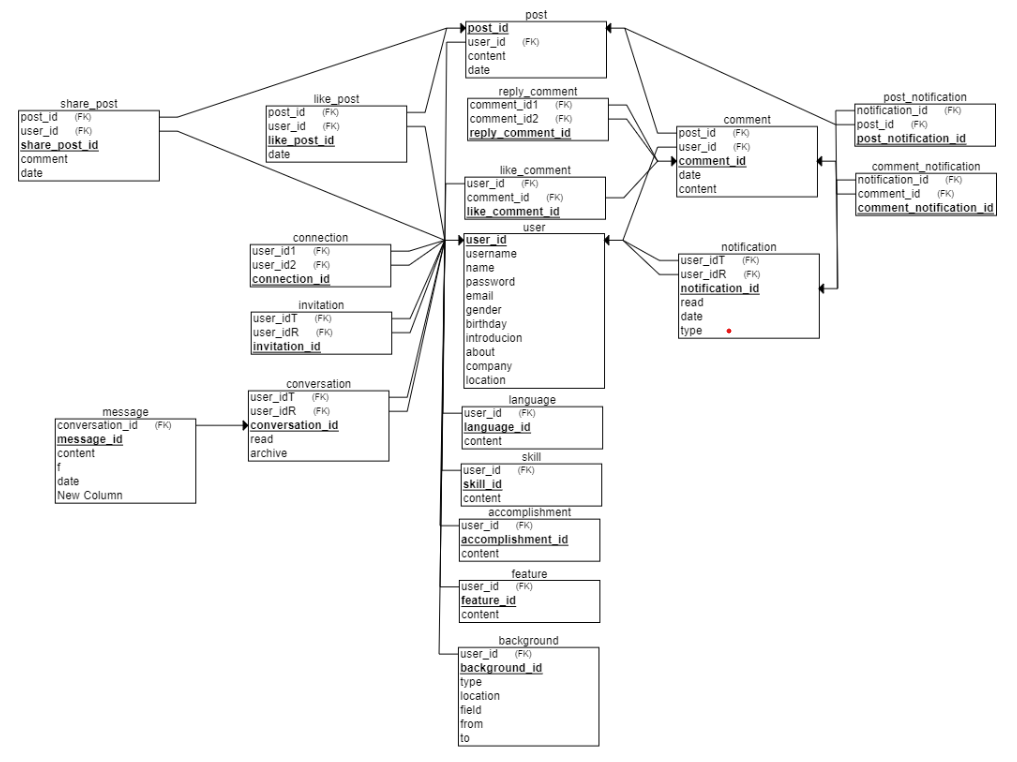 post
post_id
user_id (FK)
content
date
share_post
post_id (FK)
user_id (FK)
share_post_id
comment
date
like_post
post_id (FK)
user_id (FK)
like_post_id
date
reply_comment
comment_id1 (FK)
comment_id2 (FK)
reply_comment_id
comment
post_id (FK)
user_id (FK)
comment_id
date
content
post_notification
notification_id (FK)
post_id (FK)
post_notification_id
comment_notification
notification_id (FK)
comment_id (FK)
comment_notification_id
like_comment
user_id (FK)
comment_id (FK)
like_comment_id
user
user_id
username
name
password
email
gender
birthday
introducion
about
company
location
connection
user_id1 (FK)
user_id2 (FK)
connection_id
notification
user_idT (FK)
user_idR (FK)
notification_id
read
date
type
invitation
user_idT (FK)
user_idR (FK)
invitation_id
conversation
user_idT (FK)
user_idR (FK)
conversation_id
read
archive
message
conversation_id (FK)
message_id
content
f
date
New Column
language
user_id (FK)
language_id
content
skill
user_id (FK)
skill_id
content
accomplishment
user_id (FK)
accomplishment_id
content
feature
user_id (FK)
feature_id
content
background
user_id (FK)
background_id
type
location
field
from
to